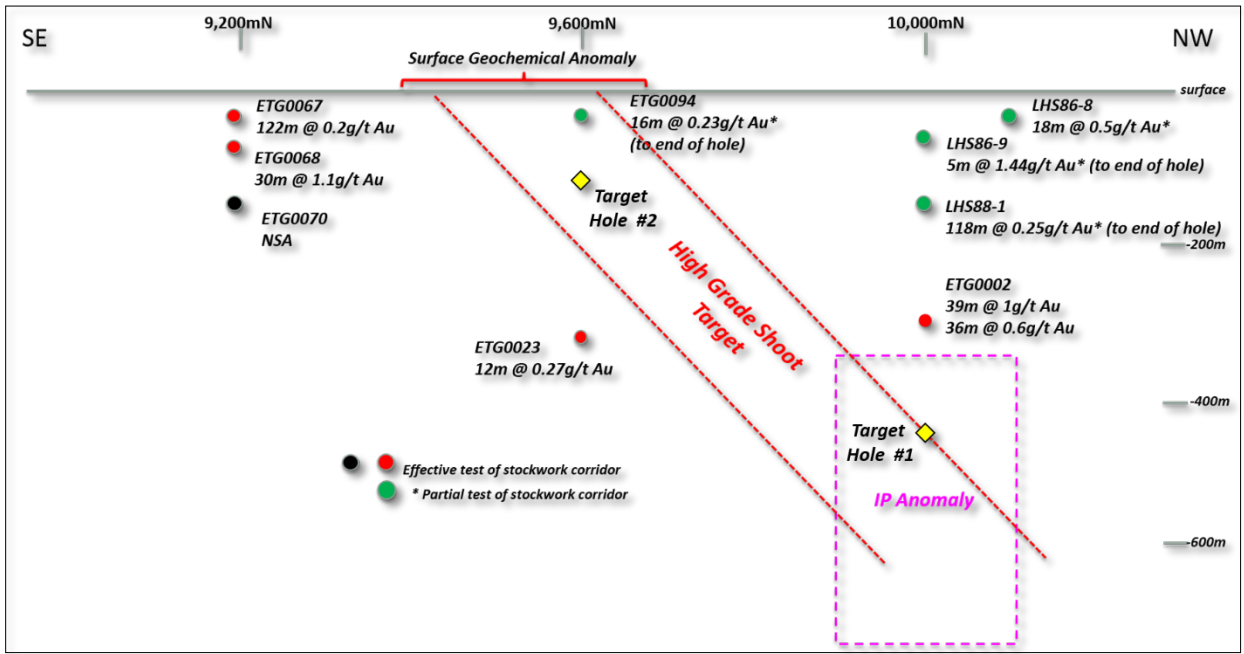 9,200mN
9,600mN
10,000mN
SE
NW
Surface Geochemical Anomaly
surface
ETG0067
122m @ 0.2g/t Au
ETG0068
30m @ 1.1g/t Au
ETG0070
NSA
ETG0094
16m @ 0.23g/t Au*
(to end of hole)
LHS86-8
18m @ 0.5g/t Au*
LHS86-9
5m @ 1.44g/t Au* (to end of hole)
LHS88-1
118m @ 0.25g/t Au* (to end of hole)
-200m
Target
Hole #2
High Grade Shoot
Target
ETG0002
39m @ 1g/t Au
36m @ 0.6g/t Au
ETG0023
12m @ 0.27g/t Au
-400m
Target
Hole #1
IP Anomaly
Effective test of stockwork corridor
* Partial test of stockwork corridor
-600m